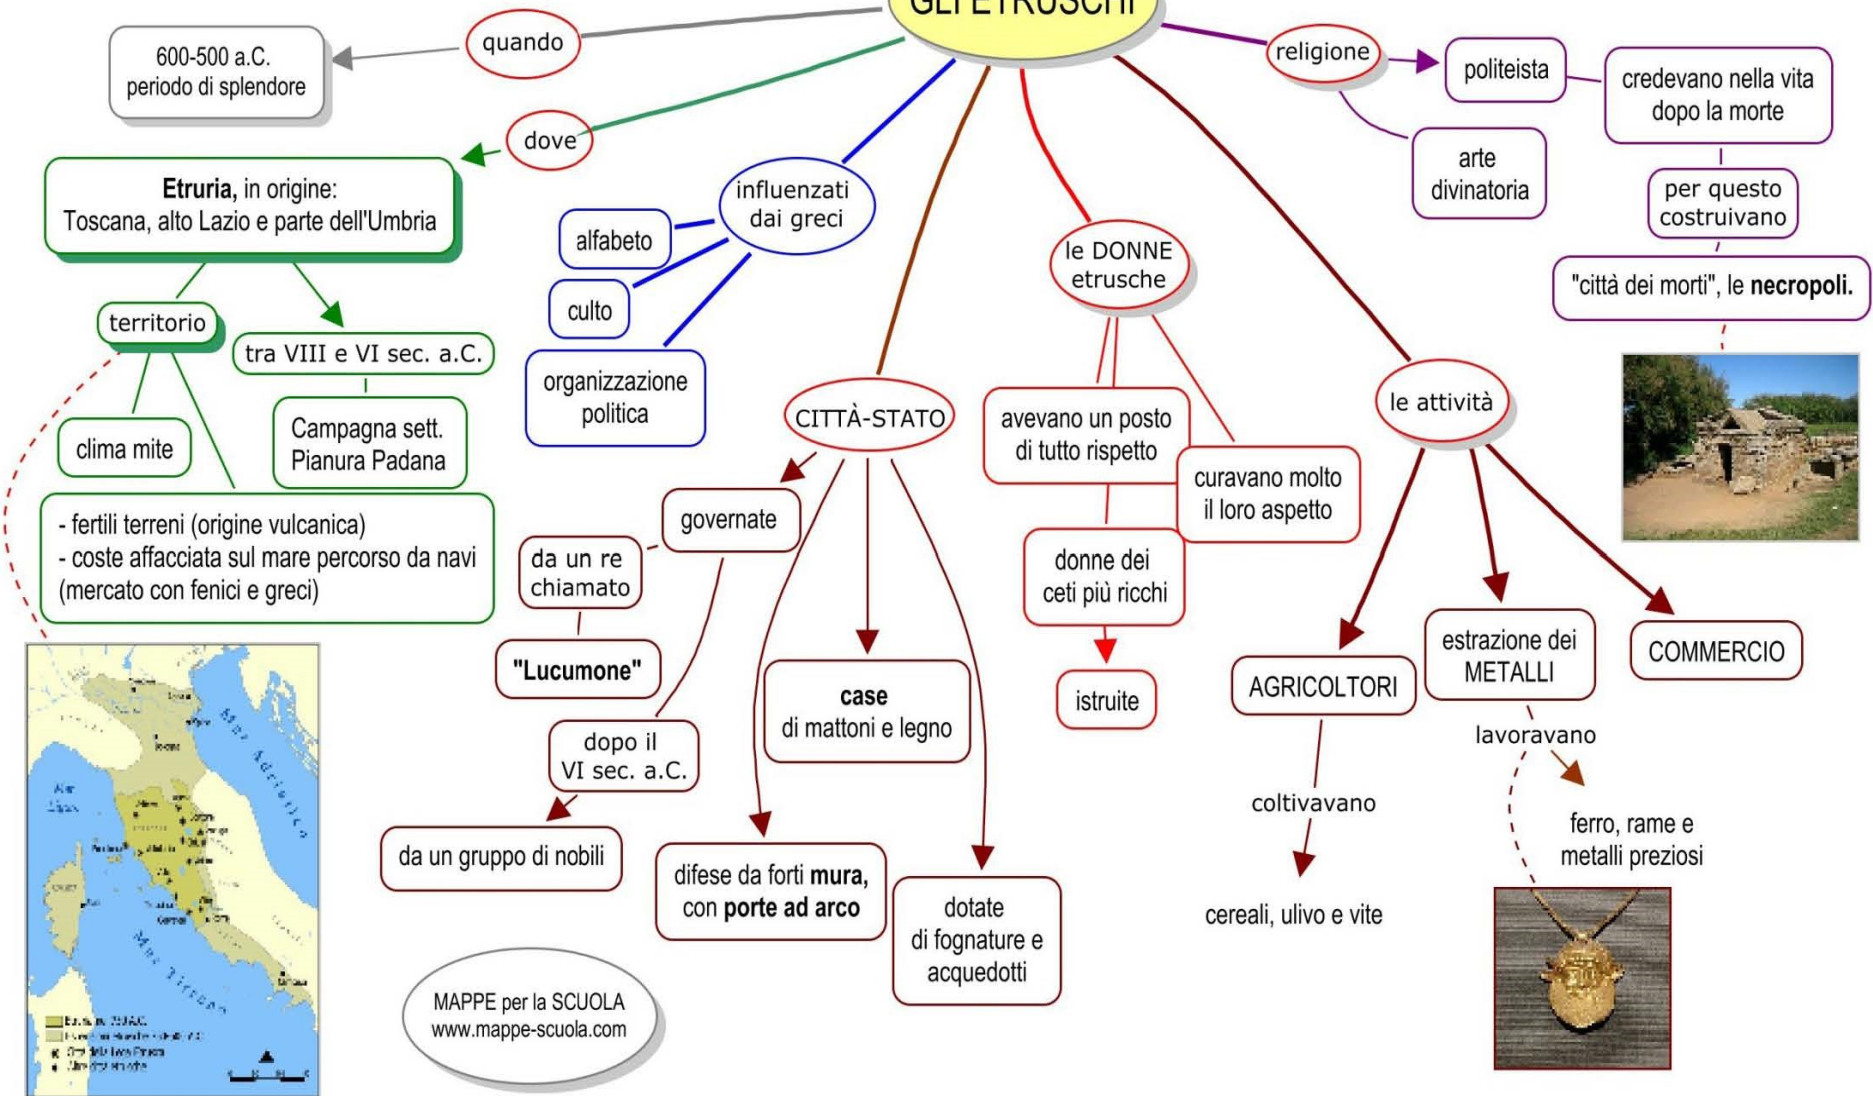 GLI ETRUSCHI
quando
600-500 a.C.
periodo di splendore
dove
Etruria, in origine:
Toscana, alto Lazio e parte dell'Umbria
territorio
clima mite
- fertili terreni (origine vulcanica)
- coste affacciata sul mare percorso da navi
(mercato con fenici e greci)
tra VIII e VI sec. a.C.
Campagna sett.
Pianura Padana
influenzati
dai greci
alfabeto
culto
organizzazione
politica
CITTÀ-STATO
governate
da un re
chiamato
"Lucumone"
dopo il
VI sec. a.C.
da un gruppo di nobili
difese da forti mura,
con porte ad arco
case
di mattoni e legno
dotate
di fognature e
acquedotti
le DONNE
etrusche
avevano un posto
di tutto rispetto
donne dei
ceti più ricchi
istruite
curavano molto
il loro aspetto
le attività
AGRICOLTORI
coltivavano
cereali, ulivo e vite
estrazione dei
METALLI
lavoravano
ferro, rame e
metalli preziosi
COMMERCIO
religione
politeista
credevano nella vita
dopo la morte
per questo
costruivano
"città dei morti", le necropoli.
arte
divinatoria
Mar Adriatico
Mar Tirreno
MAPPE per la SCUOLA
www.mappe-scuola.com